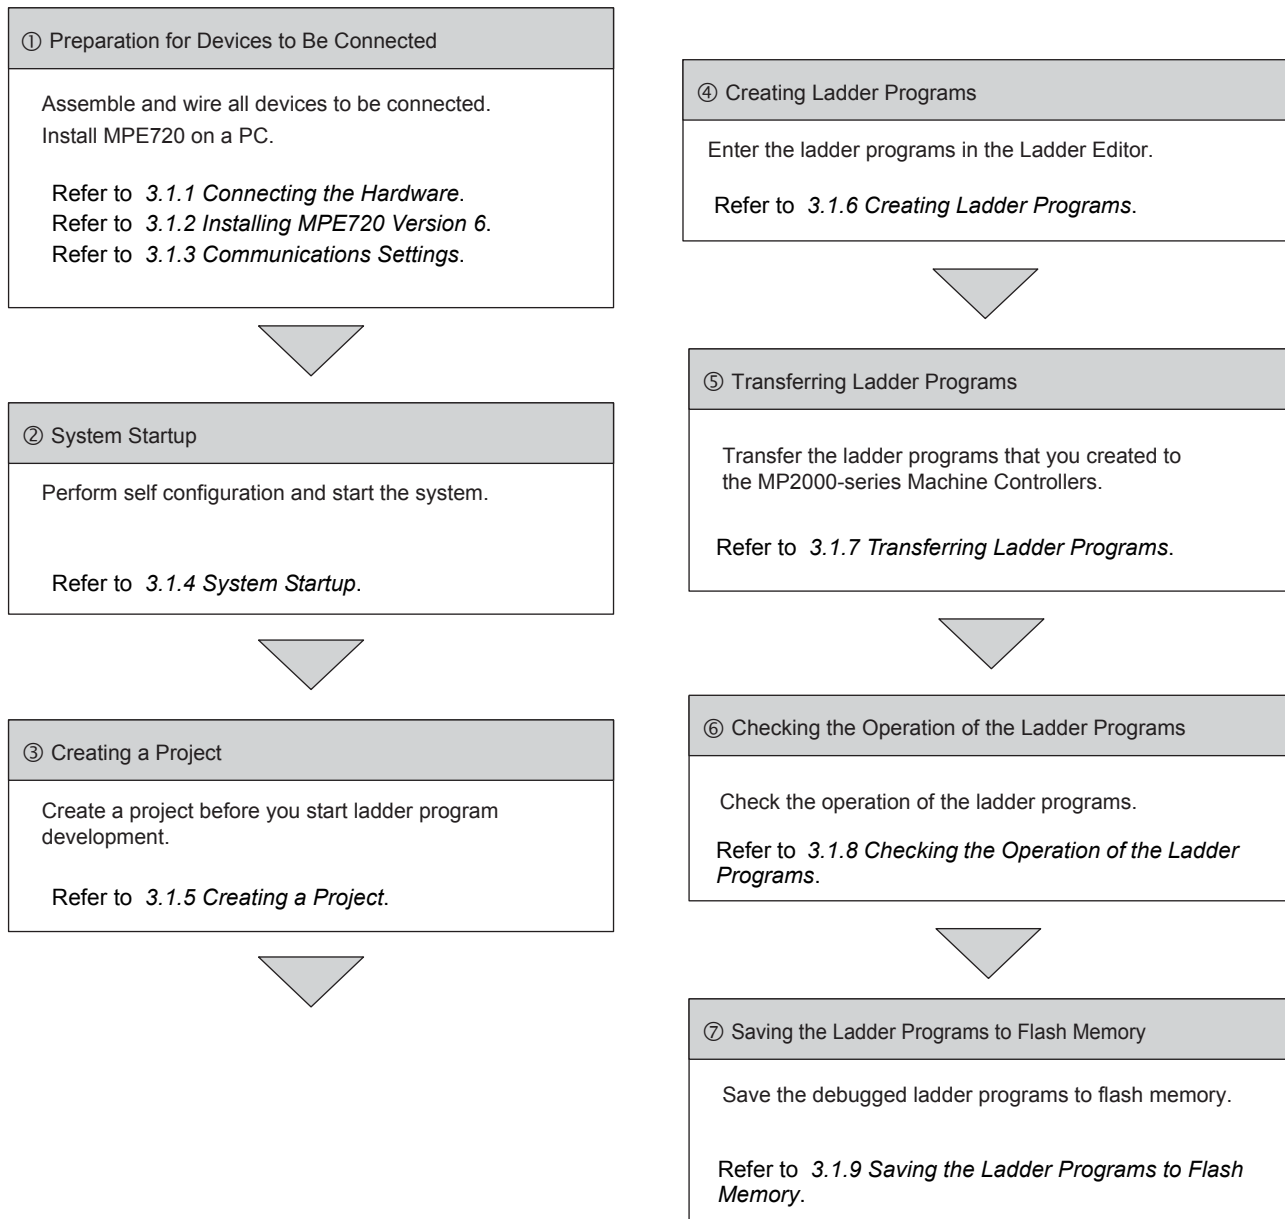 ① Preparation for Devices to Be Connected
Assemble and wire all devices to be connected.
Install MPE720 on a PC.
Refer to 3.1.1 Connecting the Hardware.
Refer to 3.1.2 Installing MPE720 Version 6.
Refer to 3.1.3 Communications Settings.
② System Startup
Perform self configuration and start the system.
Refer to 3.1.4 System Startup.
③ Creating a Project
Create a project before you start ladder program
development.
Refer to 3.1.5 Creating a Project.
④ Creating Ladder Programs
Enter the ladder programs in the Ladder Editor.
Refer to 3.1.6 Creating Ladder Programs.
⑤ Transferring Ladder Programs
Transfer the ladder programs that you created to
the MP2000-series Machine Controllers.
Refer to 3.1.7 Transferring Ladder Programs.
⑥ Checking the Operation of the Ladder Programs
Check the operation of the ladder programs.
Refer to 3.1.8 Checking the Operation of the Ladder
Programs.
⑦ Saving the Ladder Programs to Flash Memory
Save the debugged ladder programs to flash memory.
Refer to 3.1.9 Saving the Ladder Programs to Flash
Memory.